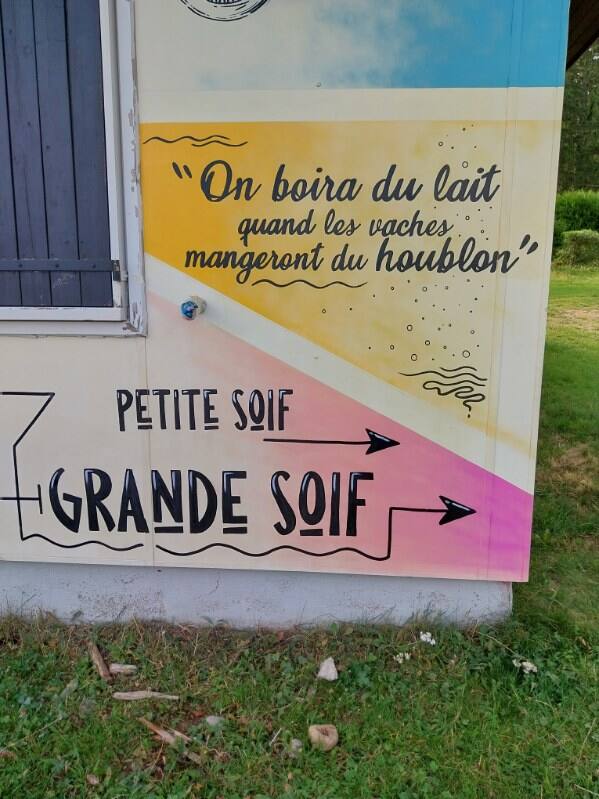 "On boira du lait
quand les vaches
mangeront du houblon"
PETITE SOIF
GRANDE SOIF